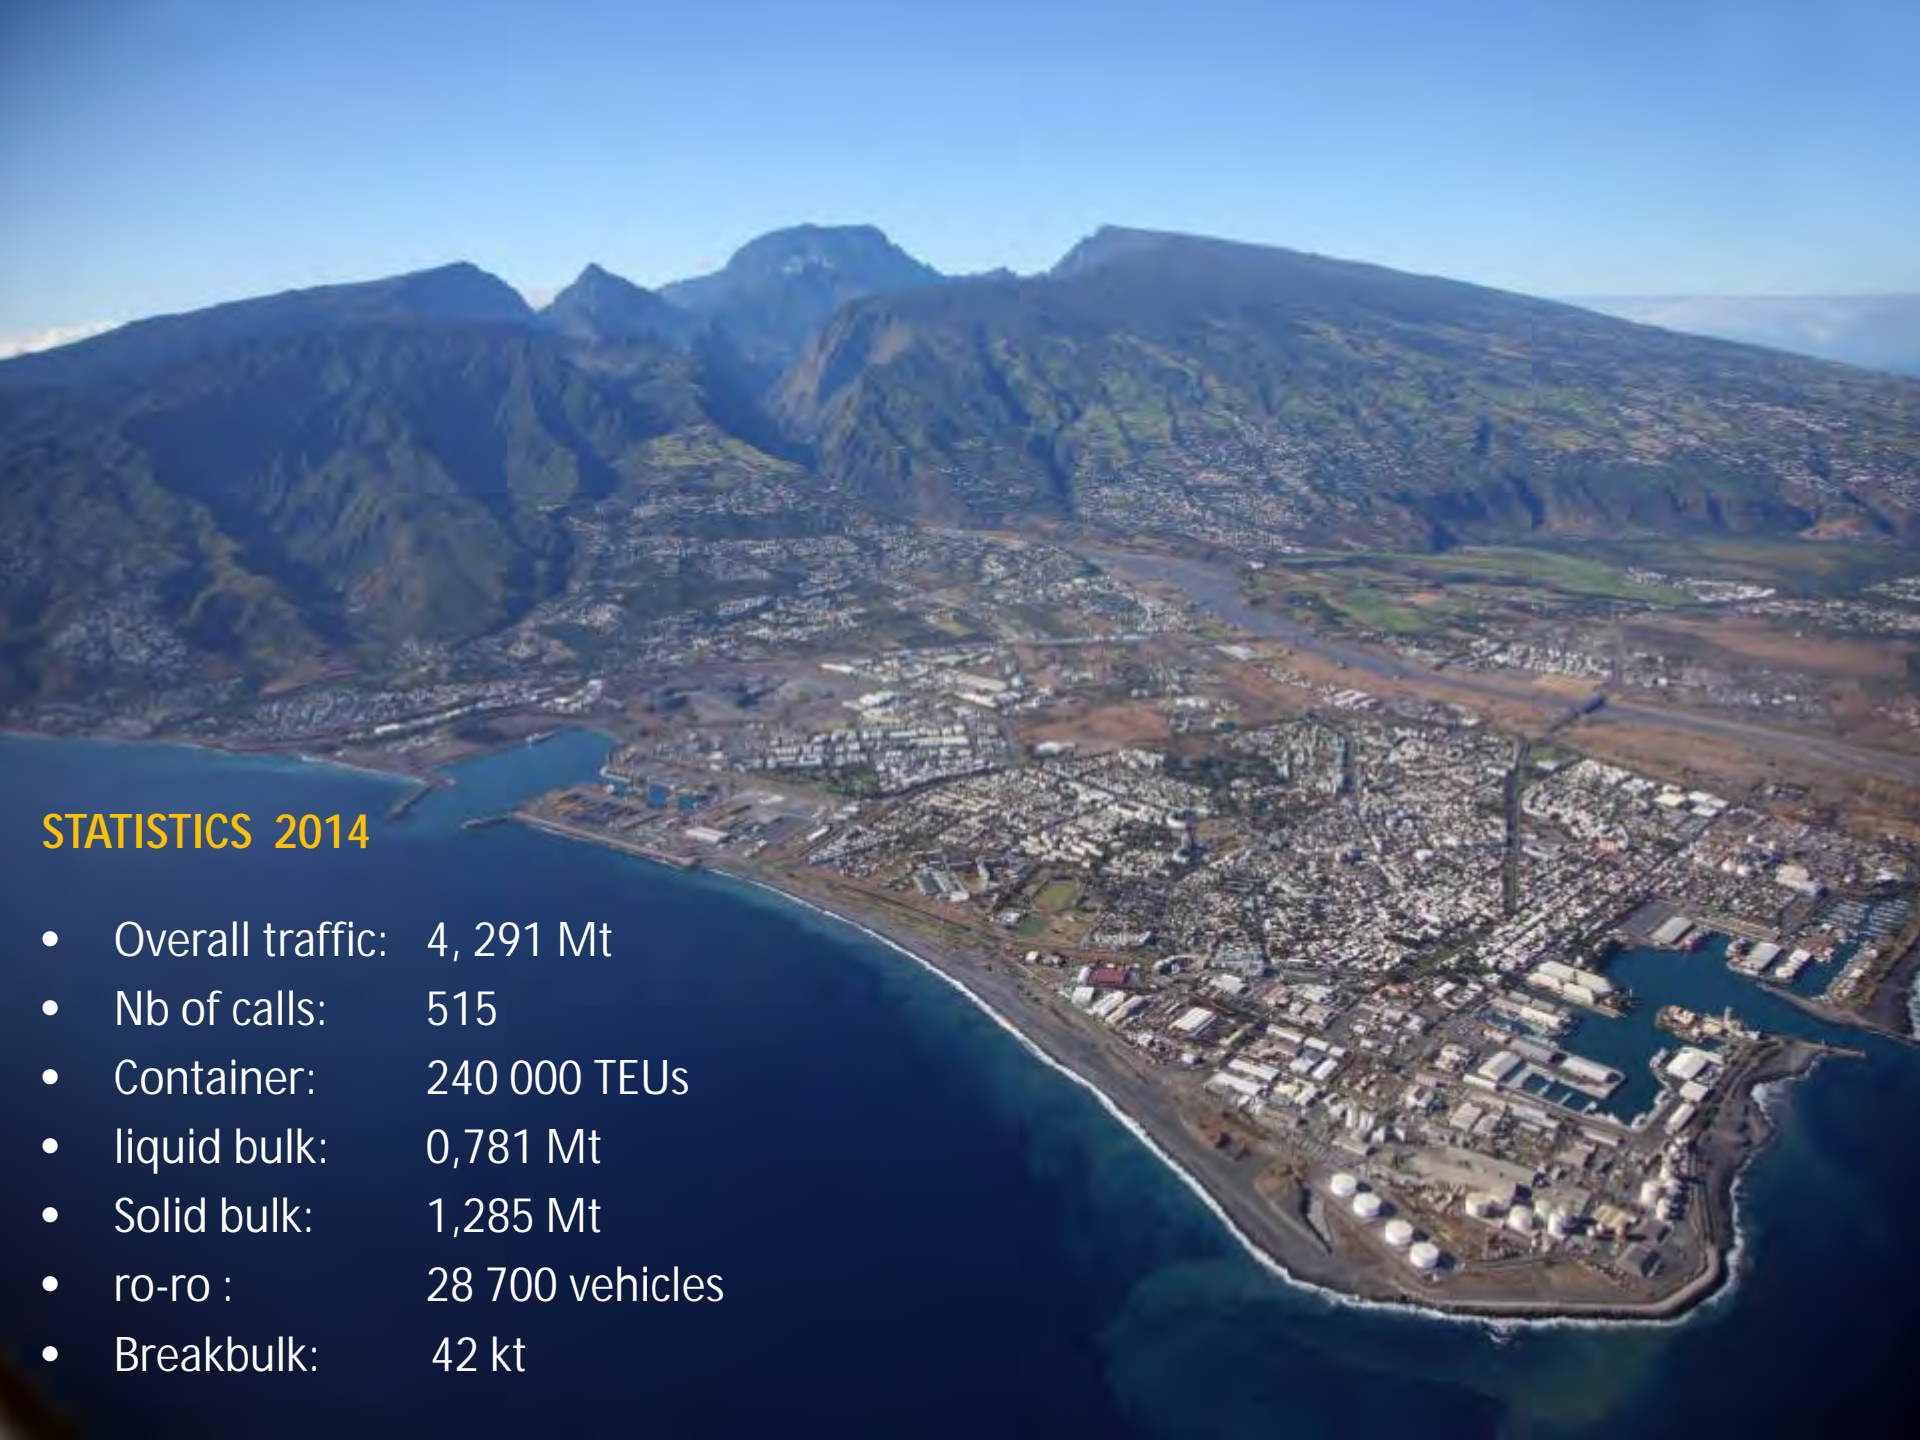 STATISTICS 2014
• Overall traffic: 4, 291 Mt
• Nb of calls: 515
• Container: 240 000 TEUs
• liquid bulk: 0,781 Mt
• Solid bulk: 1,285 Mt
• ro-ro : 28 700 vehicles
• Breakbulk: 42 kt